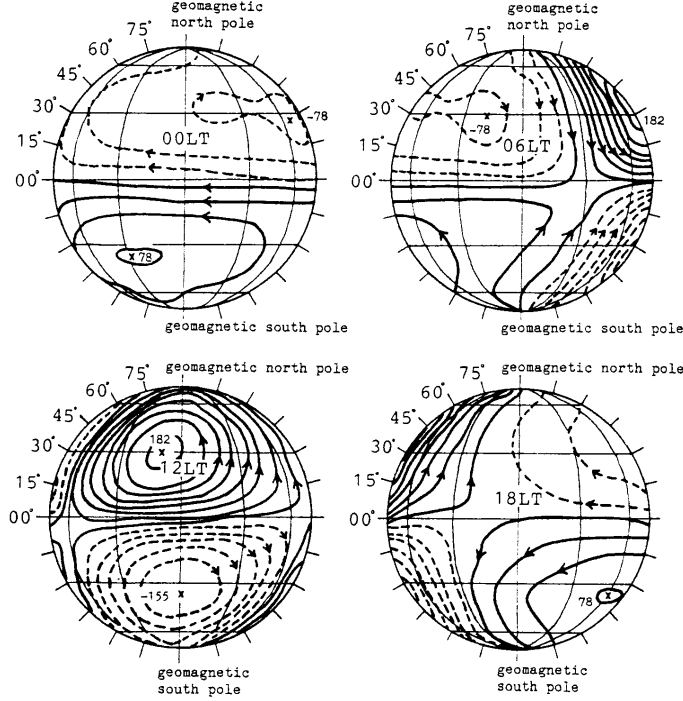 geomagnetic
north pole
75°
60°
45°
30°
15°
00°
-78
00LT
78
geomagnetic south pole
geomagnetic
north pole
75°
60°
45°
30°
15°
00°
-78
182
06LT
geomagnetic south pole
geomagnetic north pole
75°
60°
45°
30°
15°
00°
182
12LT
-155
geomagnetic
south pole
geomagnetic north pole
75°
60°
45°
30°
15°
00°
18LT
78
geomagnetic
south pole